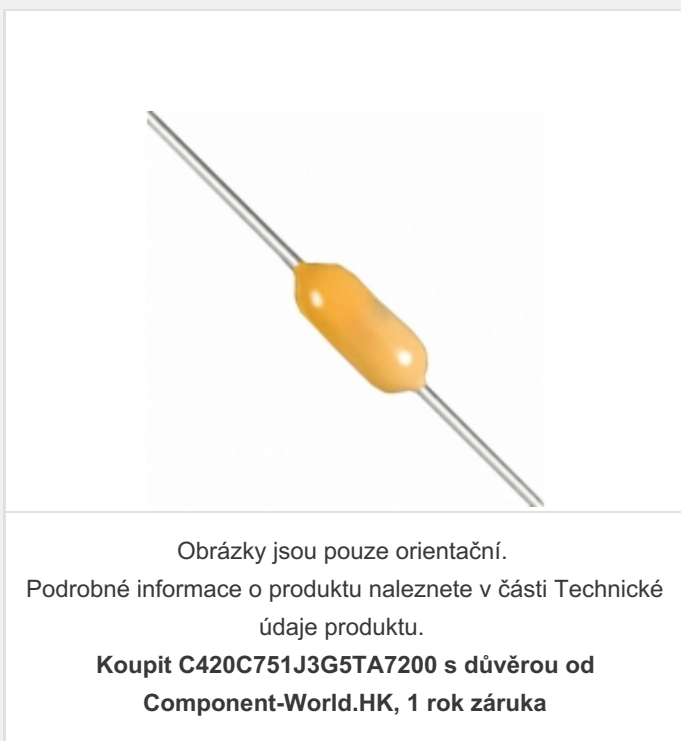 Obrázky jsou pouze orientační.
Podrobné informace o produktu naleznete v části Technické
údaje produktu.
Koupit C420C751J3G5TA7200 s důvěrou od
Component-World.HK, 1 rok záruka